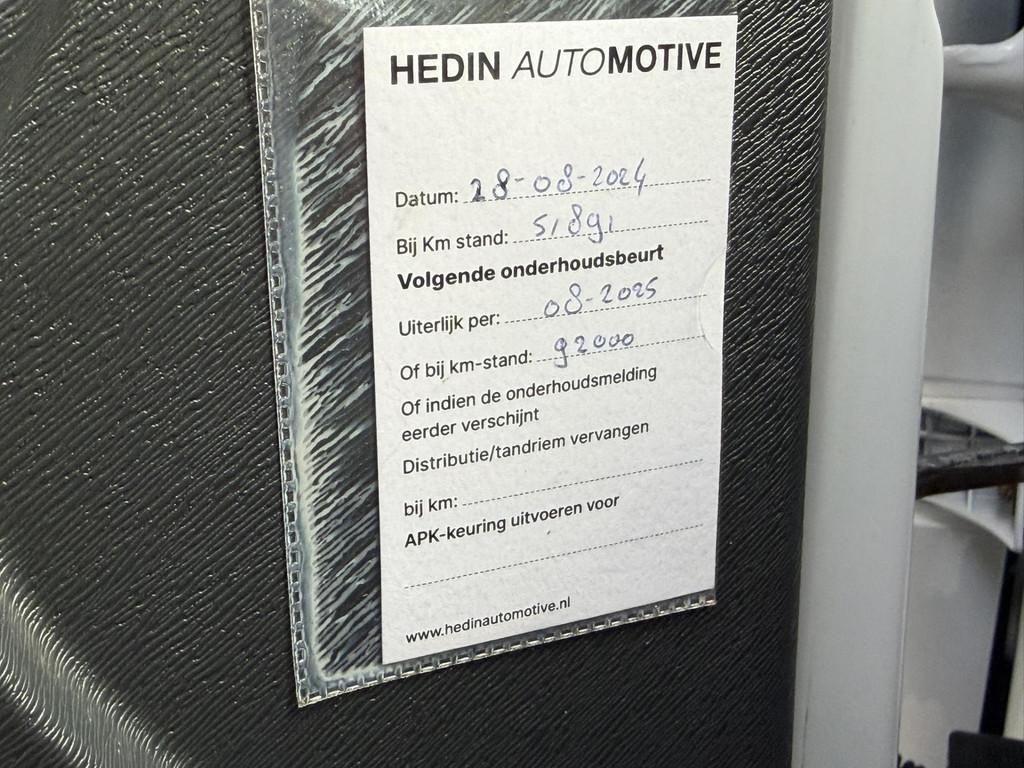 HEDIN AUTOMOTIVE
Datum: 28-08-2024
Bij Km stand: 51891
Volgende onderhoudsbeurt
Uiterlijk per: 08-2025
Of bij km-stand: 92000
Of indien de onderhoudsmelding
eerder verschijnt
Distributie/tandriem vervangen
bij km:
APK-keuring uitvoeren voor
www.hedinautomotive.nl